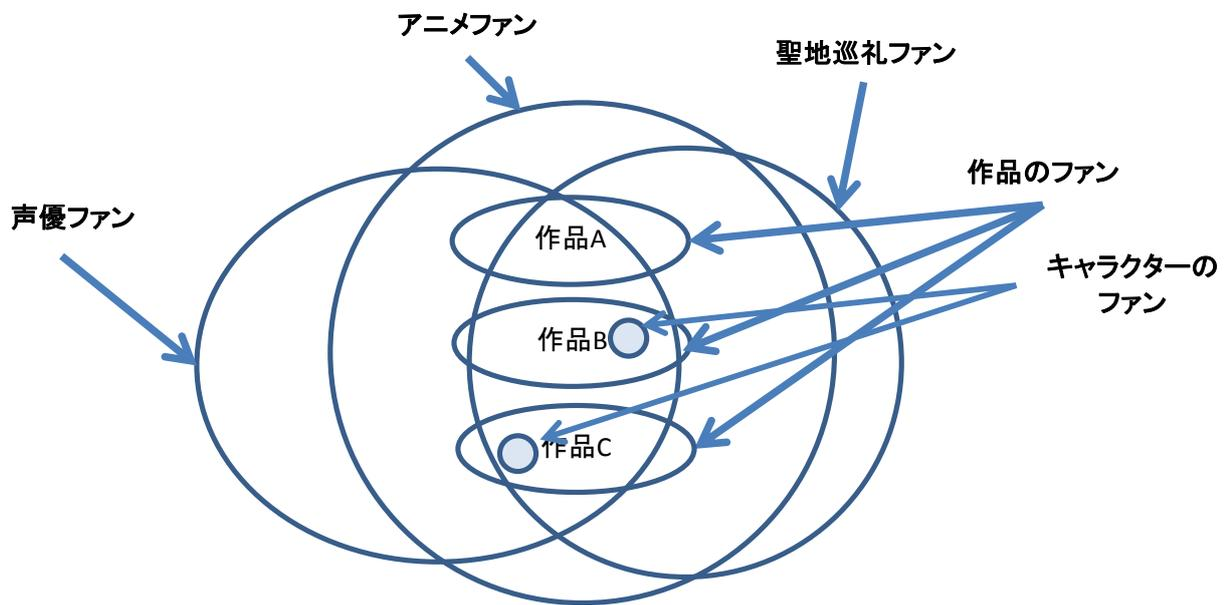 アニメファン
聖地巡礼ファン
作品のファン
声優ファン
作品A
キャラクターの
ファン
作品B
作品C